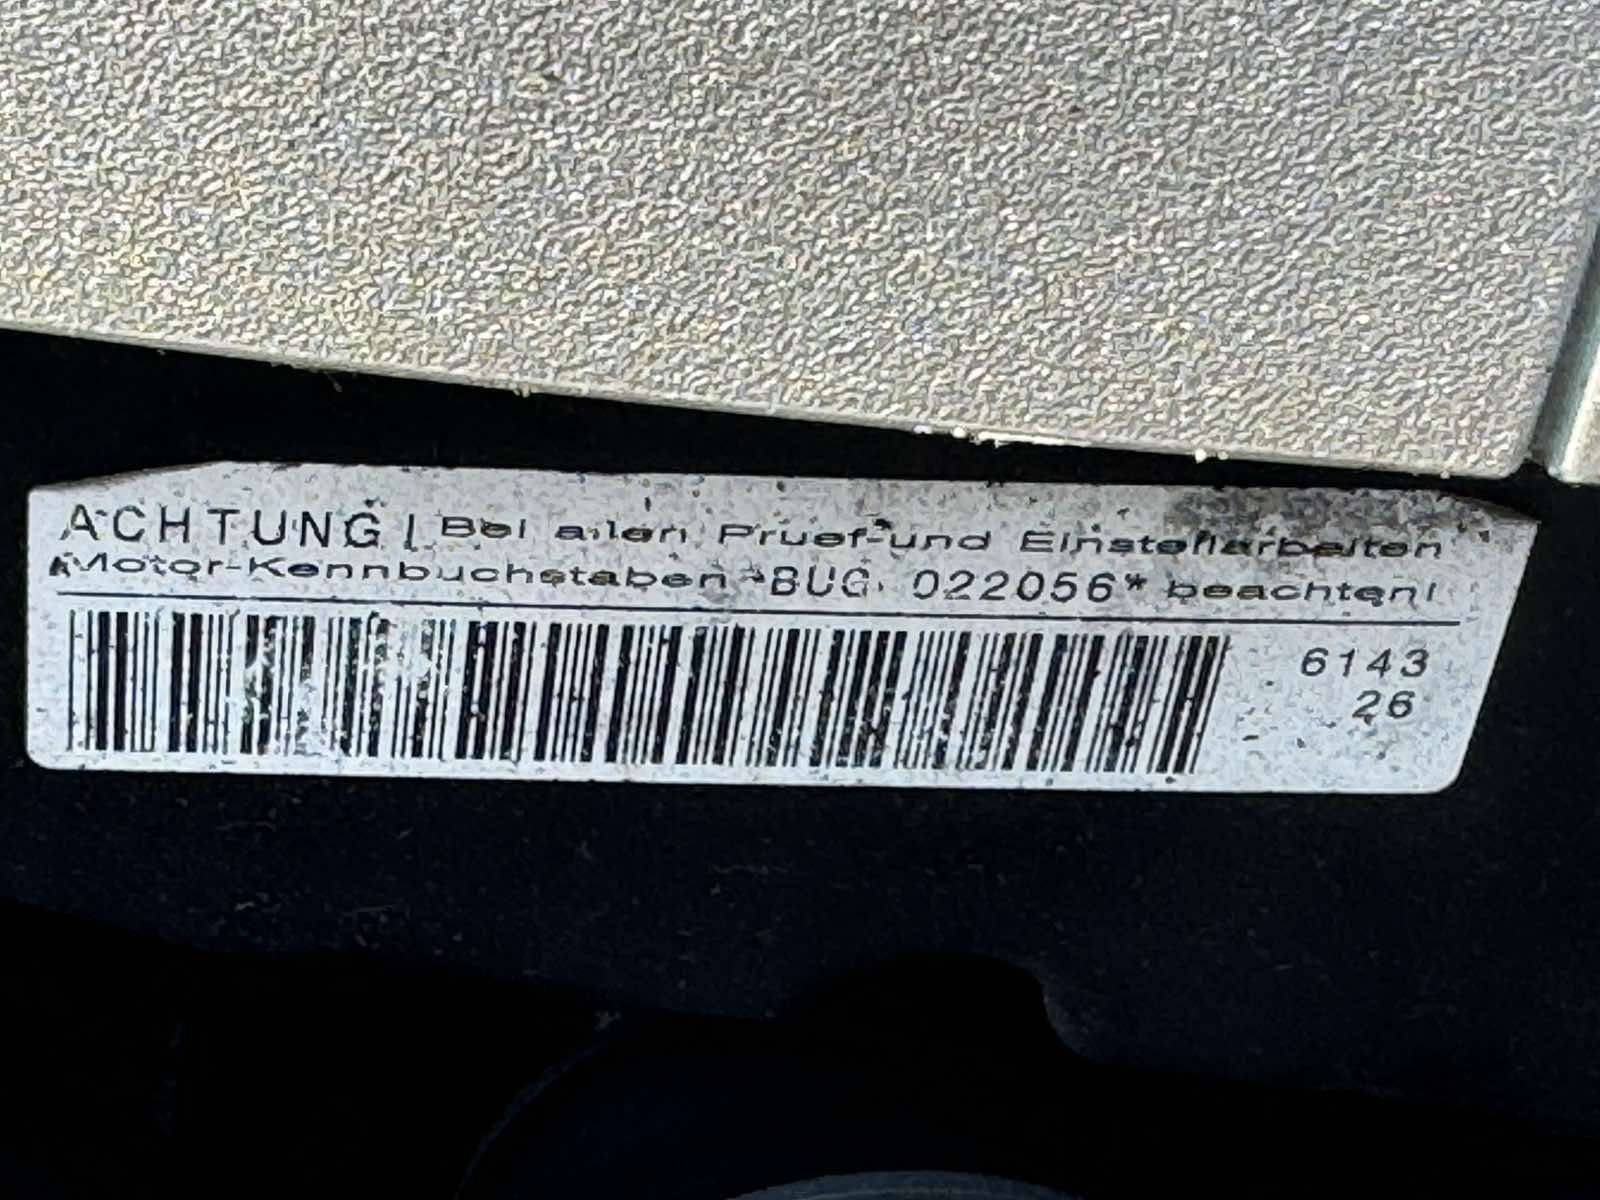 ACHTUNG! Bei allen Pruef-und Einstellarbeiten
Motor-Kennbuchstaben *BUG 022056* beachten!
6143
26